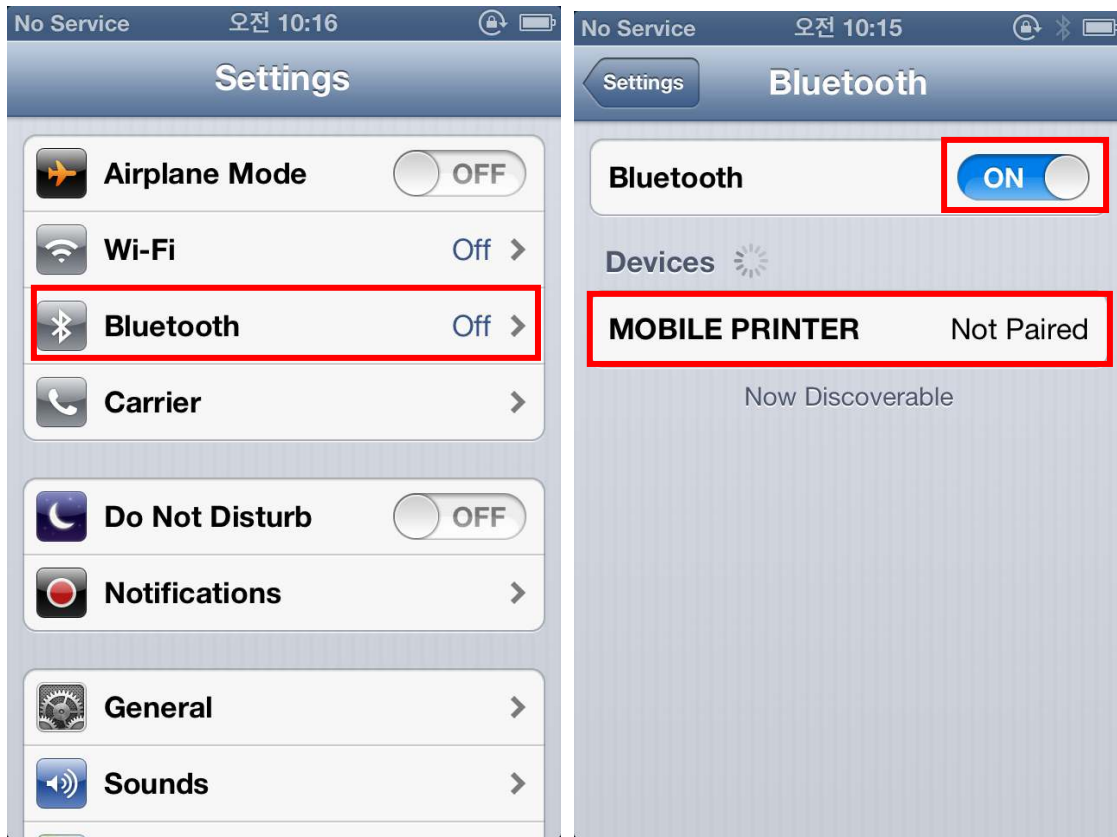 No Service 오전 10:16
Settings
Airplane Mode OFF
Wi-Fi Off
Bluetooth Off
Carrier
Do Not Disturb OFF
Notifications
General
Sounds
No Service 오전 10:15
Settings Bluetooth
Bluetooth ON
Devices
MOBILE PRINTER Not Paired
Now Discoverable